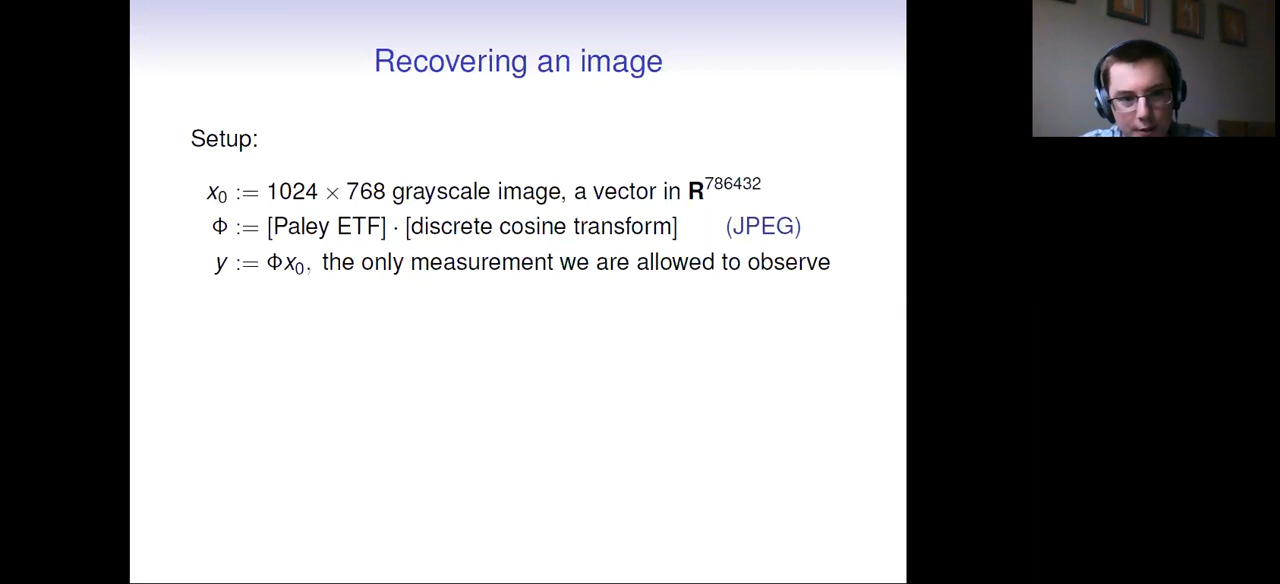 Recovering an image
Setup:
x₀ := 1024 × 768 grayscale image, a vector in R⁷⁸⁶⁴³²
Φ := [Paley ETF] · [discrete cosine transform] (JPEG)
y := Φx₀, the only measurement we are allowed to observe